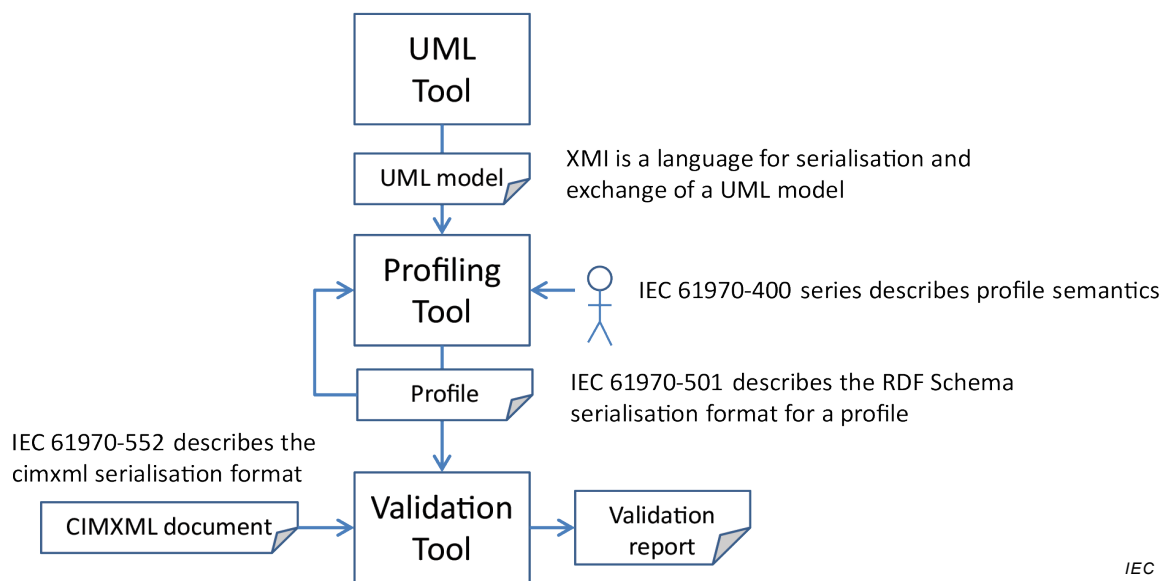 UML
Tool
UML model
XMI is a language for serialisation and
exchange of a UML model
Profiling
Tool
IEC 61970-400 series describes profile semantics
Profile
IEC 61970-501 describes the RDF Schema
serialisation format for a profile
IEC 61970-552 describes the
cimxml serialisation format
CIMXML document
Validation
Tool
Validation
report
IEC